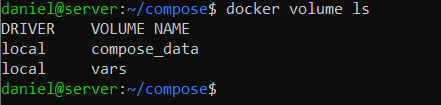 daniel@server:~/compose$ docker volume ls
DRIVER    VOLUME NAME
local     compose_data
local     vars
daniel@server:~/compose$